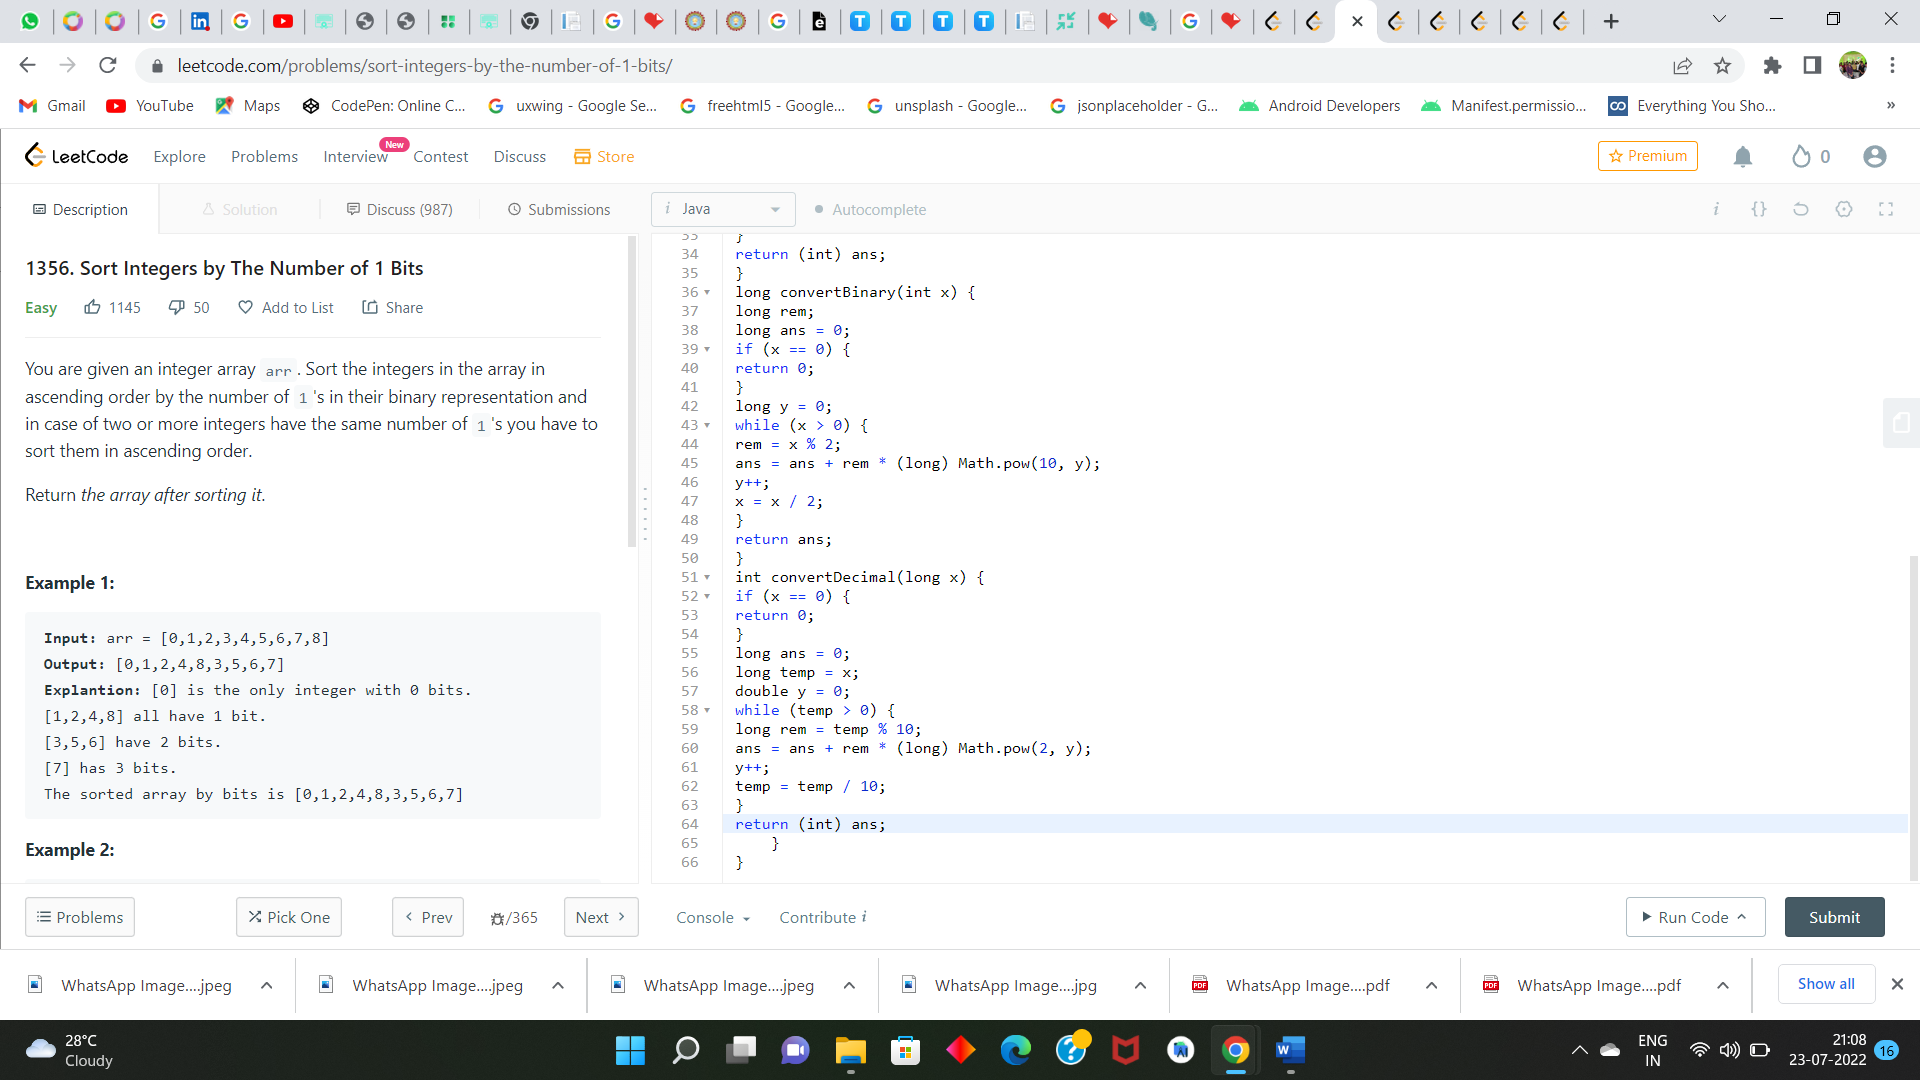 leetcode.com/problems/sort-integers-by-the-number-of-1-bits/
Gmail YouTube Maps CodePen: Online C... uxwing - Google Se... freehtml5 - Google... unsplash - Google... jsonplaceholder - G... Android Developers Manifest.permissio... Everything You Sho... »
LeetCode Explore Problems Interview New Contest Discuss Store Premium 0
Description Solution Discuss (987) Submissions i Java Autocomplete
1356. Sort Integers by The Number of 1 Bits
Easy 1145 50 Add to List Share
You are given an integer array arr . Sort the integers in the array in
ascending order by the number of 1 's in their binary representation and
in case of two or more integers have the same number of 1 's you have to
sort them in ascending order.
Return the array after sorting it.
Example 1:
Input: arr = [0,1,2,3,4,5,6,7,8]
Output: [0,1,2,4,8,3,5,6,7]
Explantion: [0] is the only integer with 0 bits.
[1,2,4,8] all have 1 bit.
[3,5,6] have 2 bits.
[7] has 3 bits.
The sorted array by bits is [0,1,2,4,8,3,5,6,7]
Example 2:
33 }
34 return (int) ans;
35 }
36 long convertBinary(int x) {
37 long rem;
38 long ans = 0;
39 if (x == 0) {
40 return 0;
41 }
42 long y = 0;
43 while (x > 0) {
44 rem = x % 2;
45 ans = ans + rem * (long) Math.pow(10, y);
46 y++;
47 x = x / 2;
48 }
49 return ans;
50 }
51 int convertDecimal(long x) {
52 if (x == 0) {
53 return 0;
54 }
55 long ans = 0;
56 long temp = x;
57 double y = 0;
58 while (temp > 0) {
59 long rem = temp % 10;
60 ans = ans + rem * (long) Math.pow(2, y);
61 y++;
62 temp = temp / 10;
63 }
64 return (int) ans;
65 }
66 }
Problems Pick One Prev /365 Next Console Contribute i Run Code Submit
WhatsApp Image....jpeg WhatsApp Image....jpeg WhatsApp Image....jpeg WhatsApp Image....jpg WhatsApp Image....pdf WhatsApp Image....pdf Show all
28°C
Cloudy
ENG
IN
21:08
23-07-2022 16